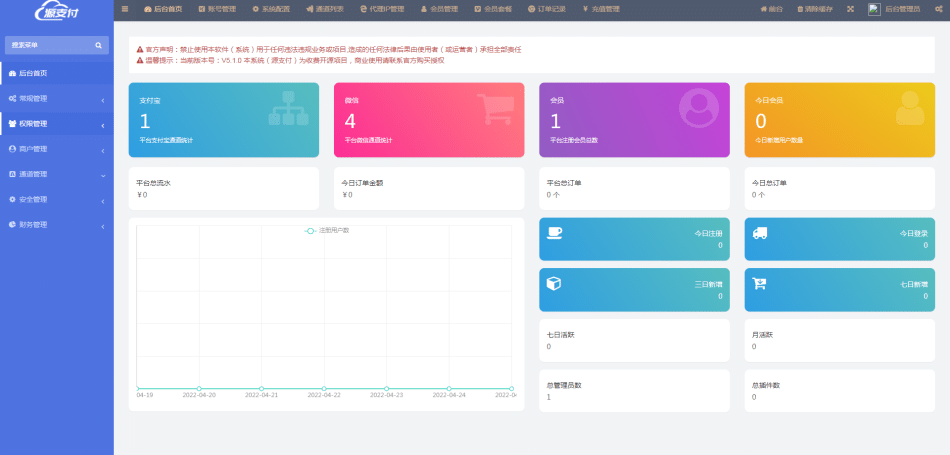 源支付
后台首页 账号管理 系统配置 通道列表 代理IP管理 会员管理 会员套餐 订单记录 ¥ 充值管理 前台 清除缓存 后台管理员
搜索菜单
后台首页
常规管理
权限管理
商户管理
通道管理
安全管理
财务管理
官方声明：禁止使用本软件（系统）用于任何违法违规业务或项目,造成的任何法律后果由使用者（或运营者）承担全部责任
温馨提示：当前版本号：V5.1.0 本系统（源支付）为收费开源项目，商业使用请联系官方购买授权
支付宝
1
平台支付宝通道统计
微信
4
平台微信通道统计
会员
1
平台注册会员总数
今日会员
0
今日新增用户数量
平台总流水
¥ 0
今日订单金额
¥ 0
平台总订单
0 个
今日总订单
0 个
注册用户数
04-19 2022-04-20 2022-04-21 2022-04-22 2022-04-23 2022-04-24 2022-0
今日注册
0
今日登录
0
三日新增
0
七日新增
0
七日活跃
0
月活跃
0
总管理员数
1
总插件数
0